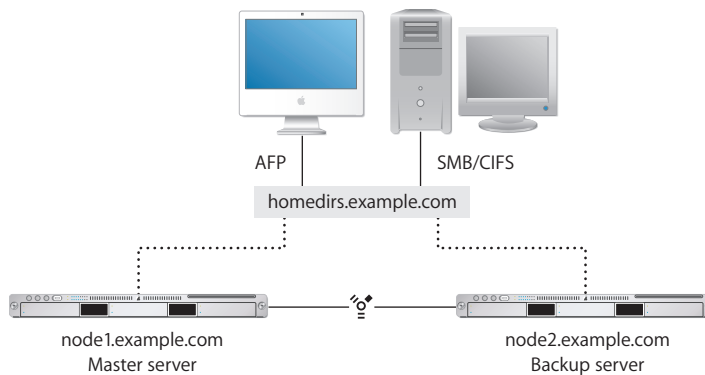 AFP
SMB/CIFS
homedirs.example.com
node1.example.com
Master server
node2.example.com
Backup server